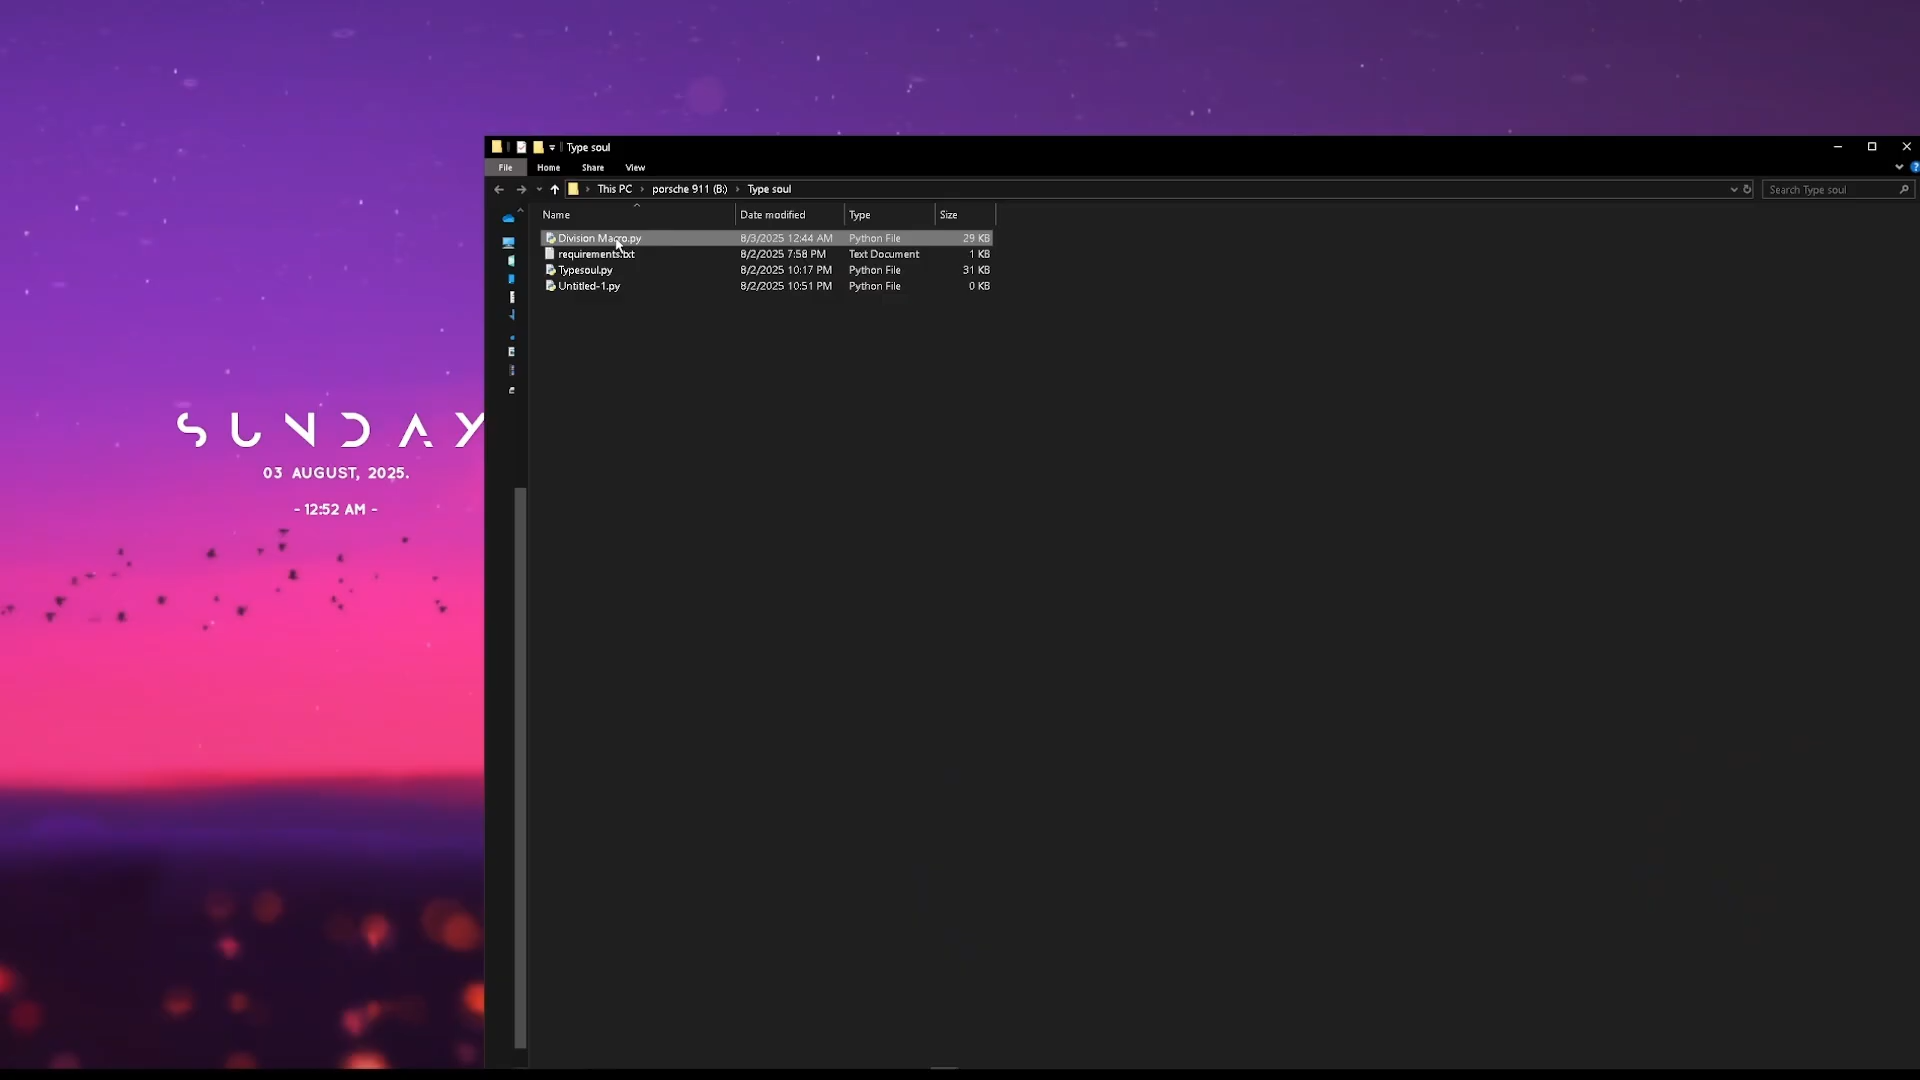 Type soul
File Home Share View
This PC porsche 911 (B:) Type soul
Search Type soul
Name Date modified Type Size
Division Macro.py 8/3/2025 12:44 AM Python File 29 KB
requirements.txt 8/2/2025 7:58 PM Text Document 1 KB
Typesoul.py 8/2/2025 10:17 PM Python File 31 KB
Untitled-1.py 8/2/2025 10:51 PM Python File 0 KB
SUNDAY
03 AUGUST, 2025.
- 12:52 AM -